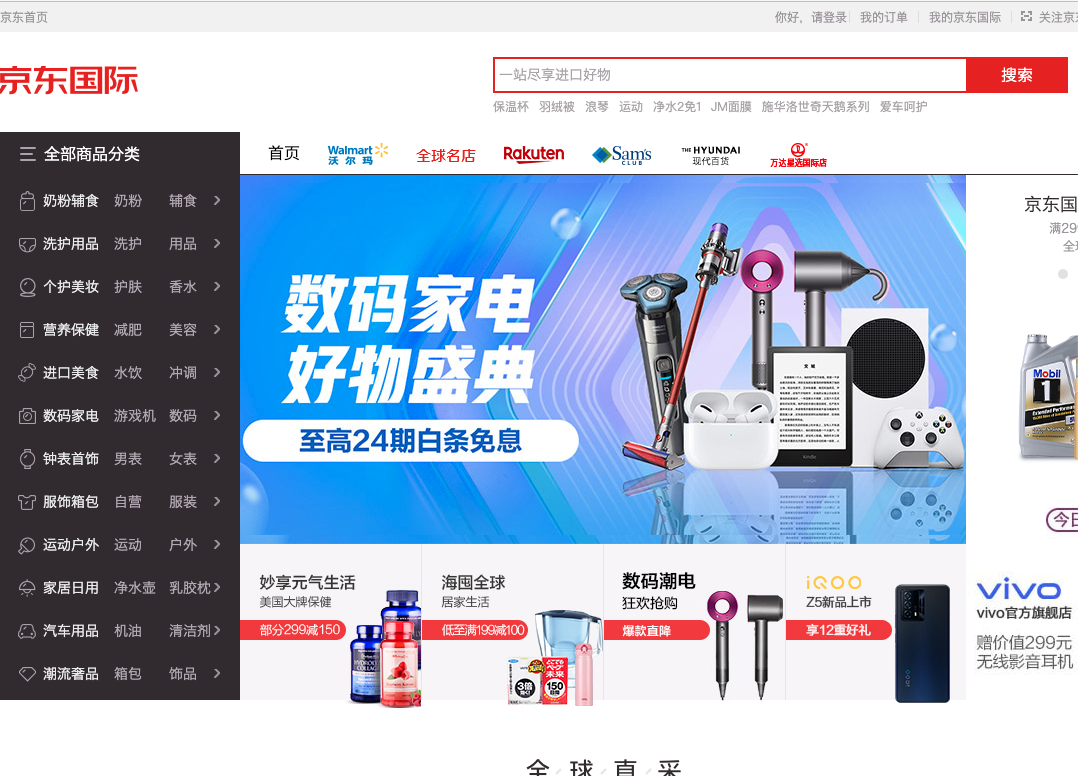 京东首页
你好，请登录
我的订单
我的京东国际
关注京
京东国际
一站尽享进口好物
搜索
保温杯 羽绒被 浪琴 运动 净水2免1 JM面膜 施华洛世奇天鹅系列 爱车呵护
全部商品分类
首页
Walmart
沃尔玛
全球名店
Rakuten
Sam's
CLUB
THE HYUNDAI
现代百货
万达星选国际店
奶粉辅食 奶粉 辅食
洗护用品 洗护 用品
个护美妆 护肤 香水
营养保健 减肥 美容
进口美食 水饮 冲调
数码家电 游戏机 数码
钟表首饰 男表 女表
服饰箱包 自营 服装
运动户外 运动 户外
家居日用 净水壶 乳胶枕
汽车用品 机油 清洁剂
潮流奢品 箱包 饰品
数码家电
好物盛典
至高24期白条免息
kindle
京东国
满29
全球
Mobil
1
Extended Performance
今日
妙享元气生活
美国大牌保健
部分299减150
海囤全球
居家生活
低至满199减100
3倍
未来
150
数码潮电
狂欢抢购
爆款直降
iQOO
Z5新品上市
享12重好礼
vivo
vivo官方旗舰店
赠价值299元
无线影音耳机
全球直采